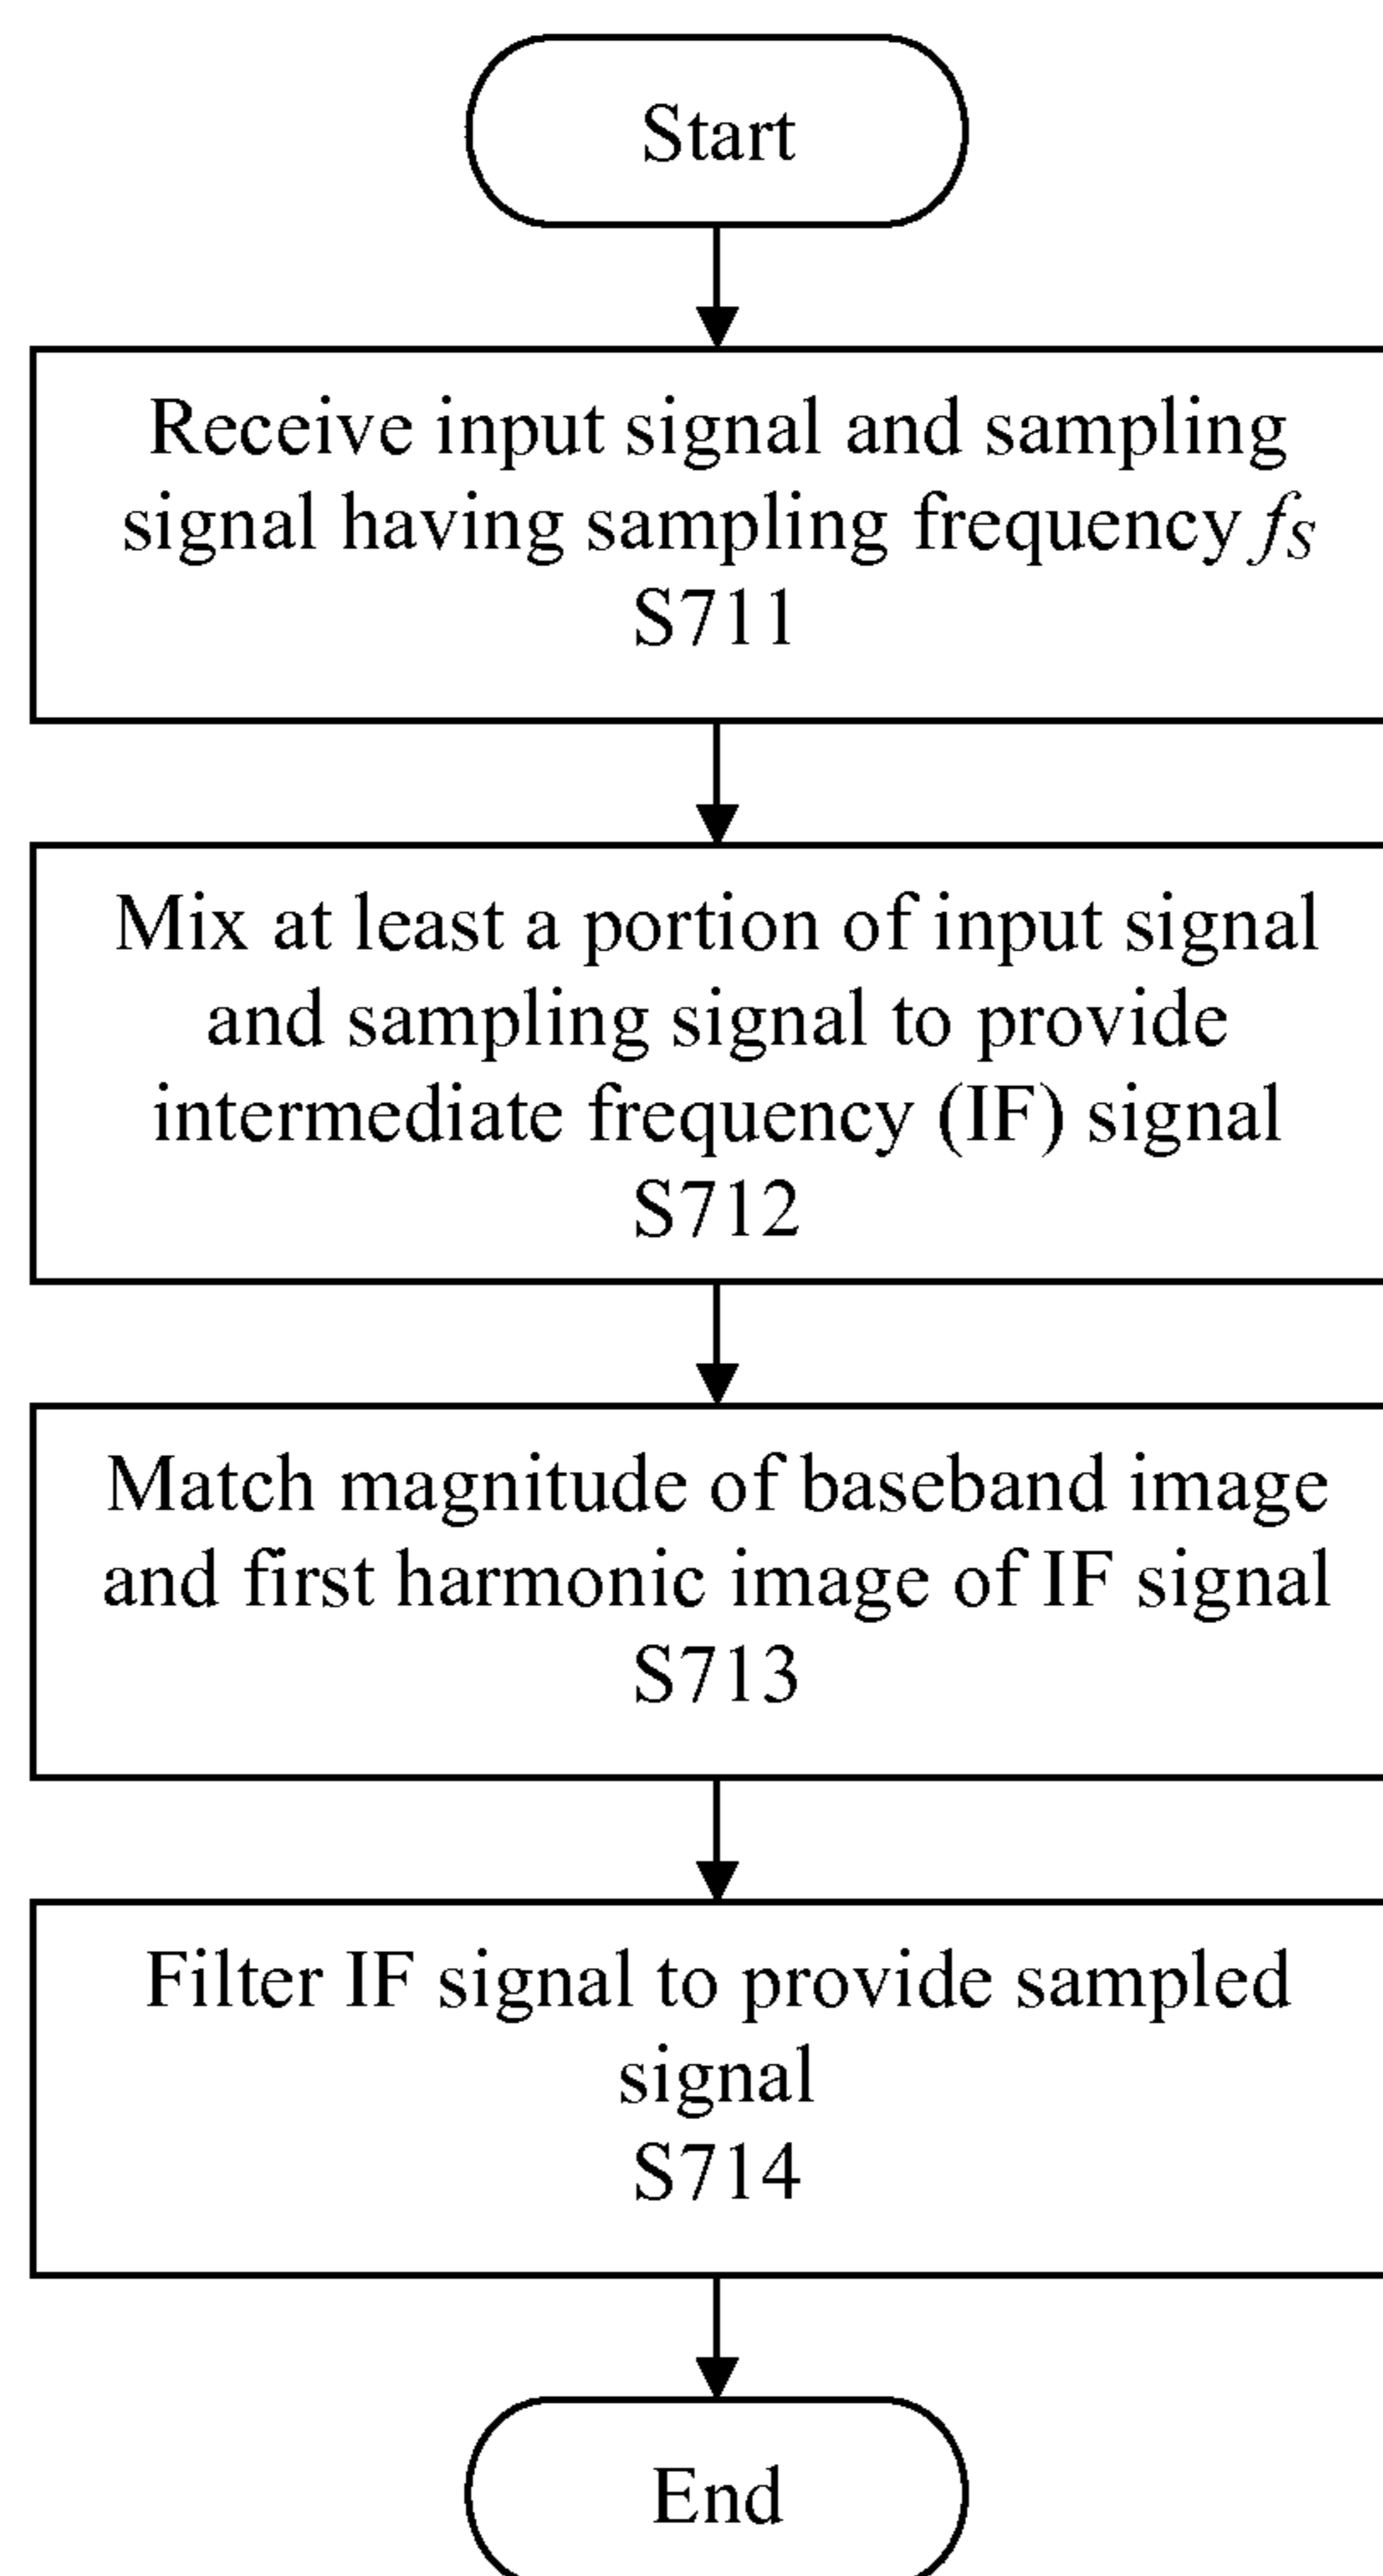 Start
Receive input signal and sampling
signal having sampling frequency fS
S711
Mix at least a portion of input signal
and sampling signal to provide
intermediate frequency (IF) signal
S712
Match magnitude of baseband image
and first harmonic image of IF signal
S713
Filter IF signal to provide sampled
signal
S714
End